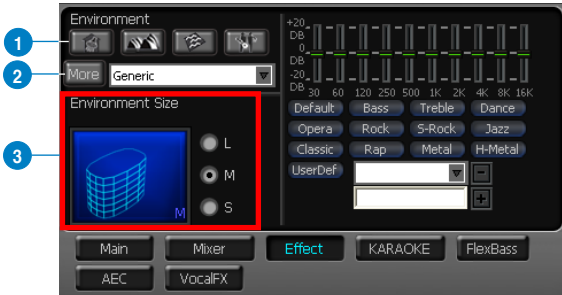 Environment
1
2
More Generic
Environment Size
3
L
M
S
M
+20
DB
0
DB
-20
DB
30 60 120 250 500 1K 2K 4K 8K 16K
Default Bass Treble Dance
Opera Rock S-Rock Jazz
Classic Rap Metal H-Metal
UserDef
Main Mixer Effect KARAOKE FlexBass
AEC VocalFX